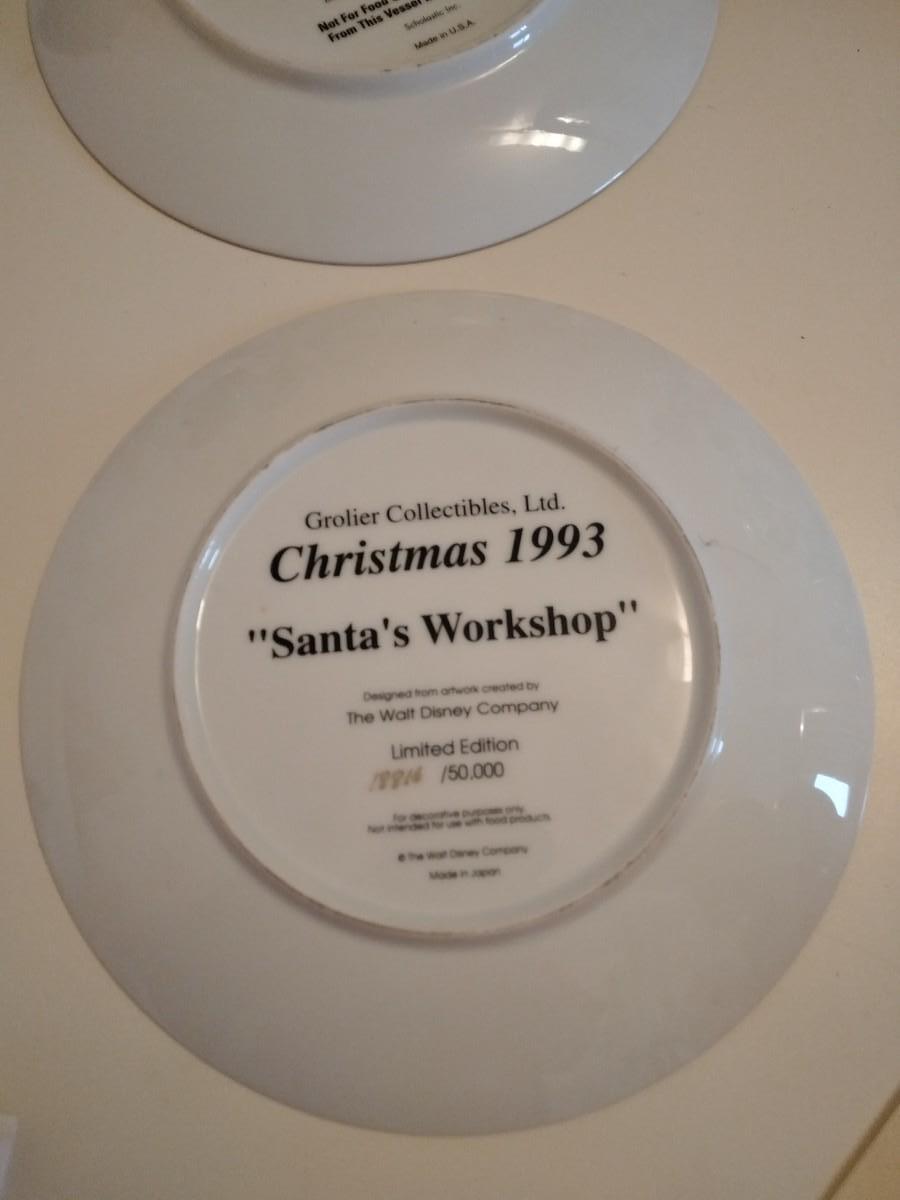 Not For Food
From This Vessel
Scholastic Inc.
Made in U.S.A.
Grolier Collectibles, Ltd.
Christmas 1993
"Santa's Workshop"
Designed from artwork created by
The Walt Disney Company
Limited Edition
/50,000
For decorative purposes only.
Not intended for use with food products.
© The Walt Disney Company
Made in Japan